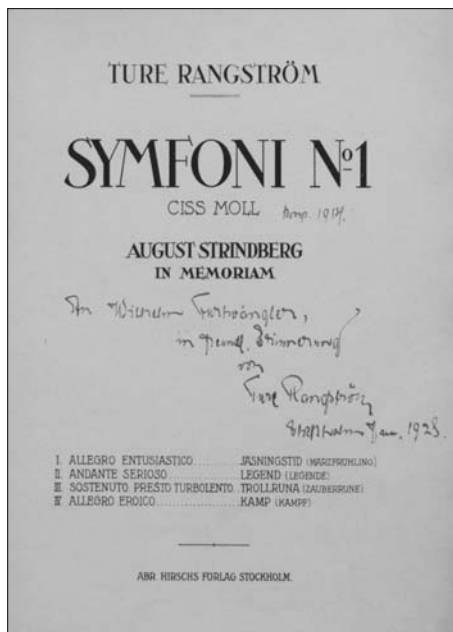 TURE RANGSTRÖM
SYMFONI No1
CISS MOLL
AUGUST STRINDBERG
IN MEMORIAM
An Wilhelm Furtwängler,
in freundl. Erinnerung
von
Ture Rangström
Stockholm Jan. 1928.
I. ALLEGRO ENTUSIASTICO .......... JÄSNINGSTID (MÄRZFRÜHLING)
II. ANDANTE SERIOSO .......... LEGEND (LEGENDE)
III. SOSTENUTO, PRESTO TURBOLENTO .. TROLLRUNA (ZAUBERRUNE)
IV. ALLEGRO EROICO .......... KAMP (KAMPF)
ABR. HIRSCHS FÖRLAG STOCKHOLM.